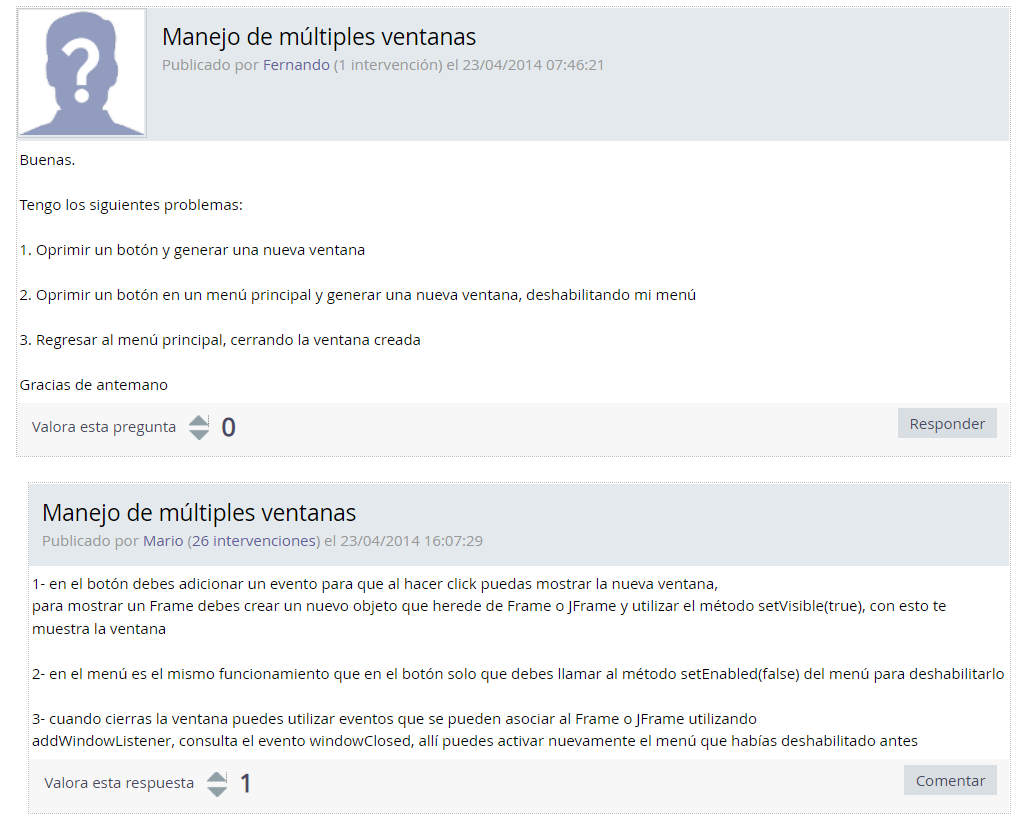 ?
Manejo de múltiples ventanas
Publicado por Fernando (1 intervención) el 23/04/2014 07:46:21
Buenas.
Tengo los siguientes problemas:
1. Oprimir un botón y generar una nueva ventana
2. Oprimir un botón en un menú principal y generar una nueva ventana, deshabilitando mi menú
3. Regresar al menú principal, cerrando la ventana creada
Gracias de antemano
Valora esta pregunta 0 Responder
Manejo de múltiples ventanas
Publicado por Mario (26 intervenciones) el 23/04/2014 16:07:29
1- en el botón debes adicionar un evento para que al hacer click puedas mostrar la nueva ventana,
para mostrar un Frame debes crear un nuevo objeto que herede de Frame o JFrame y utilizar el método setVisible(true), con esto te
muestra la ventana
2- en el menú es el mismo funcionamiento que en el botón solo que debes llamar al método setEnabled(false) del menú para deshabilitarlo
3- cuando cierras la ventana puedes utilizar eventos que se pueden asociar al Frame o JFrame utilizando
addWindowListener, consulta el evento windowClosed, allí puedes activar nuevamente el menú que habías deshabilitado antes
Valora esta respuesta 1 Comentar